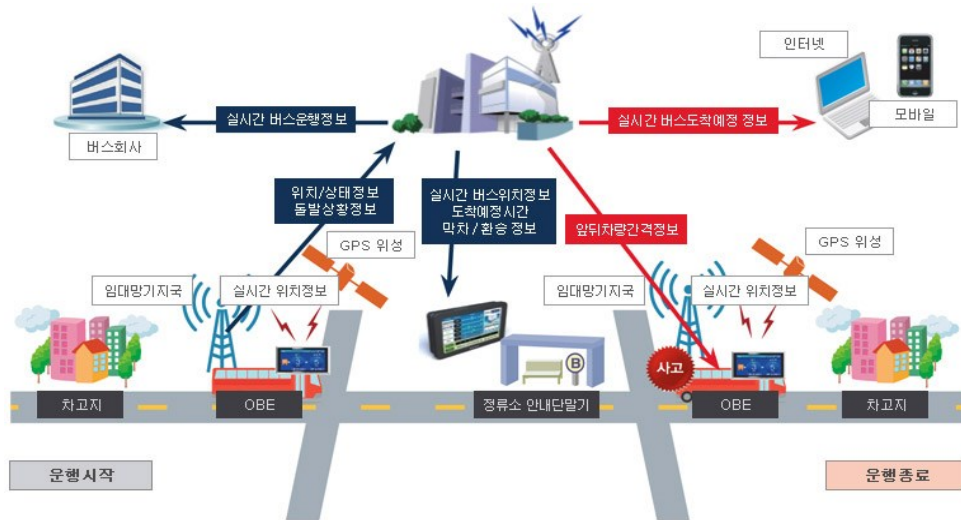 인터넷
모바일
실시간 버스운행정보
실시간 버스도착예정 정보
버스회사
위치/상태정보
돌발상황정보
실시간 버스위치정보
도착예정시간
막차 / 환승 정보
앞뒤차량간격정보
GPS 위성
GPS 위성
임대망기지국
실시간 위치정보
임대망기지국
실시간 위치정보
B
사고
차고지
OBE
정류소 안내단말기
OBE
차고지
운행시작
운행종료